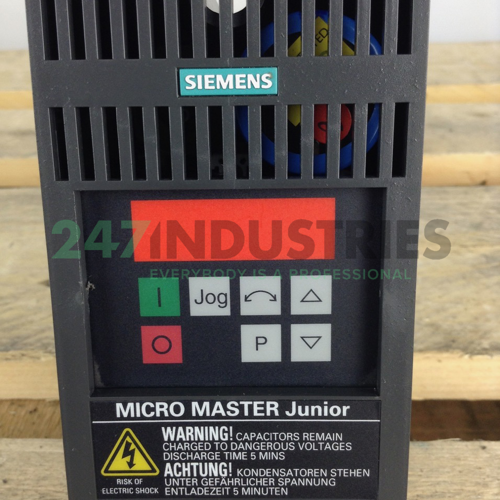 SIEMENS
247INDUSTRIES
EVERYBODY IS A PROFESSIONAL
I Jog
O P
MICRO MASTER Junior
WARNING! CAPACITORS REMAIN
CHARGED TO DANGEROUS VOLTAGES
DISCHARGE TIME 5 MINS
ACHTUNG! KONDENSATOREN STEHEN
UNTER GEFÄHRLICHER SPANNUNG
ENTLADEZEIT 5 MINUTEN
RISK OF
ELECTRIC SHOCK